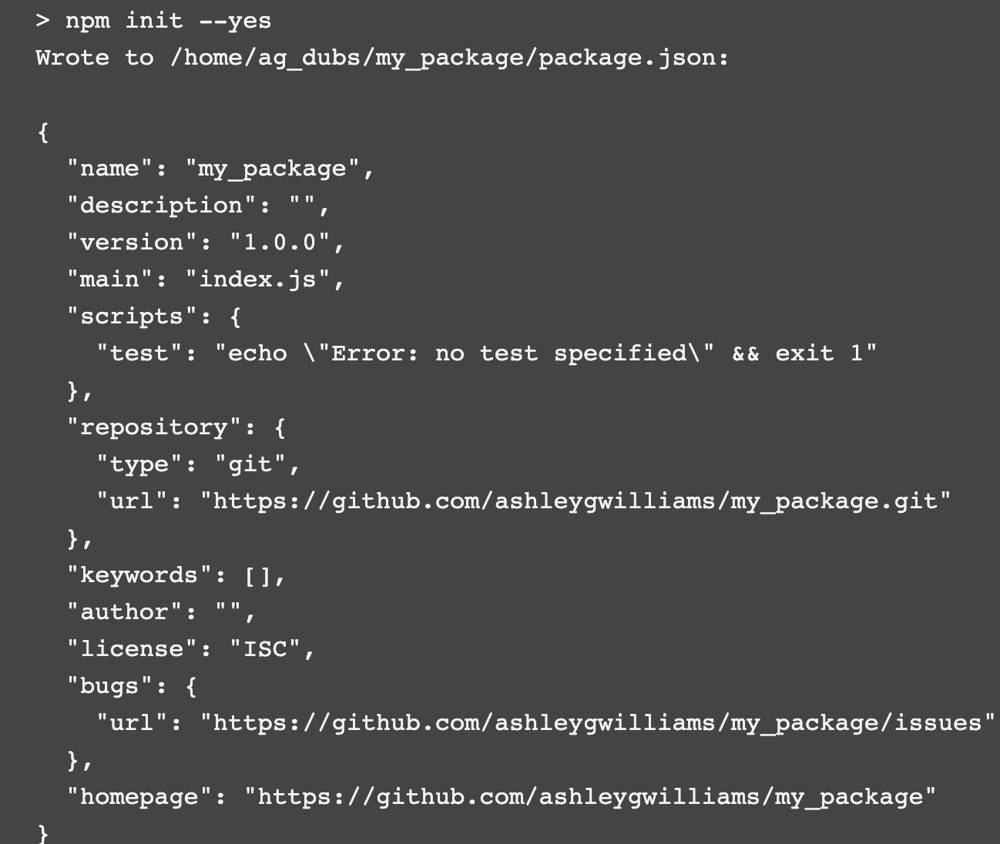 > npm init --yes
Wrote to /home/ag_dubs/my_package/package.json:

{
  "name": "my_package",
  "description": "",
  "version": "1.0.0",
  "main": "index.js",
  "scripts": {
    "test": "echo \"Error: no test specified\" && exit 1"
  },
  "repository": {
    "type": "git",
    "url": "https://github.com/ashleygwilliams/my_package.git"
  },
  "keywords": [],
  "author": "",
  "license": "ISC",
  "bugs": {
    "url": "https://github.com/ashleygwilliams/my_package/issues"
  },
  "homepage": "https://github.com/ashleygwilliams/my_package"
}